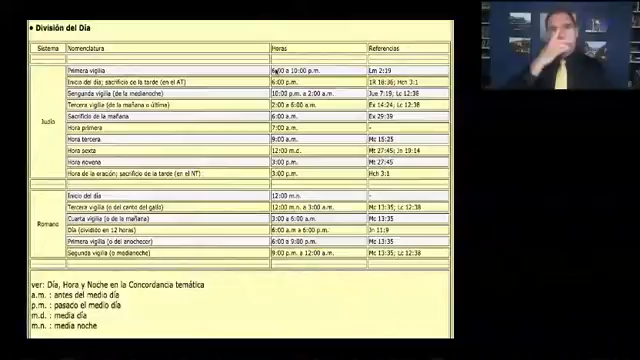 • División del Día
Sistema Nomenclatura Horas Referencias
Judío
Primera vigilia 6:00 a 10:00 p.m. Lm 2:19
Inicio del día; sacrificio de la tarde (en el AT) 6:00 p.m. 1R 18:36; Hch 3:1
Sengunda vigilia (de la medianoche) 10:00 p.m. a 2:00 a.m. Jue 7:19, Lc 12:38
Tercera vigilia (de la mañana o última) 2:00 a 6:00 a.m. Ex 14:24; Lc 12:38
Sacrificio de la mañana 6:00 a.m. Ex 29:39
Hora primera 7:00 a.m. -
Hora tercera 9:00 a.m. Mc 15:25
Hora sexta 12:00 m.d. Mt 27:45; Jn 19:14
Hora novena 3:00 p.m. Mt 27:45
Hora de la oración; sacrificio de la tarde (en el NT) 3:00 p.m. Hch 3:1
Romano
Inicio del día 12:00 m.n. -
Tercera vigilia (o del canto del gallo) 12:00 m.n. a 3:00 a.m. Mc 13:35; Lc 12:38
Cuarta vigilia (o de la mañana) 3:00 a 6:00 a.m. Mc 13:35
Día (dividido en 12 horas) 6:00 a.m a 6:00 p.m. Jn 11:9
Primera vigilia (o del anochecer) 6:00 a 9:00 p.m. Mc 13:35
Segunda vigilia (o medianoche) 9:00 p.m. a 12:00 a.m. Mc 13:35; Lc 12:38
ver: Día, Hora y Noche en la Concordancia temática
a.m. : antes del medio día
p.m. : pasado el medio día
m.d. : media día
m.n. : media noche